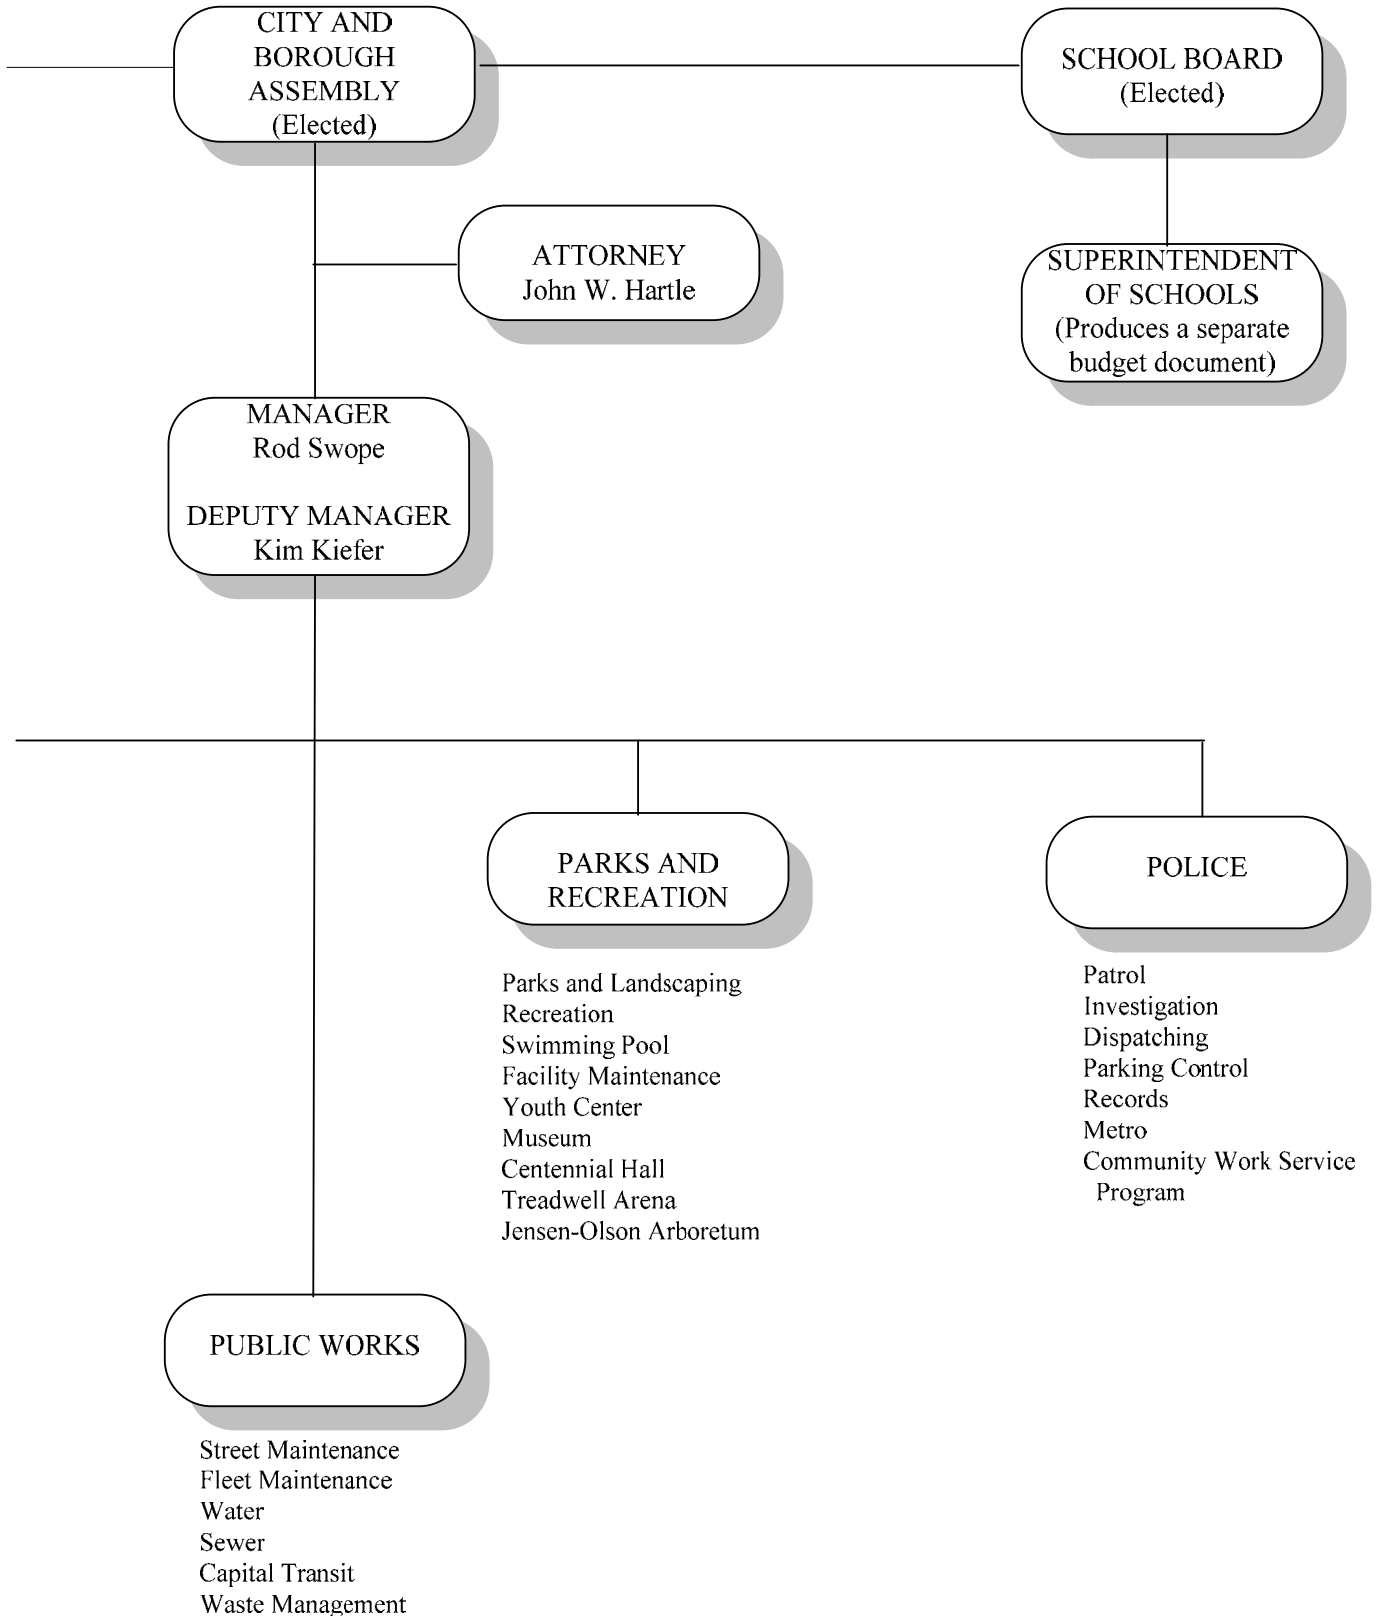 CITY AND
BOROUGH
ASSEMBLY
(Elected)
SCHOOL BOARD
(Elected)
ATTORNEY
John W. Hartle
SUPERINTENDENT
OF SCHOOLS
(Produces a separate
budget document)
MANAGER
Rod Swope
DEPUTY MANAGER
Kim Kiefer
PARKS AND
RECREATION
Parks and Landscaping
Recreation
Swimming Pool
Facility Maintenance
Youth Center
Museum
Centennial Hall
Treadwell Arena
Jensen-Olson Arboretum
POLICE
Patrol
Investigation
Dispatching
Parking Control
Records
Metro
Community Work Service
Program
PUBLIC WORKS
Street Maintenance
Fleet Maintenance
Water
Sewer
Capital Transit
Waste Management